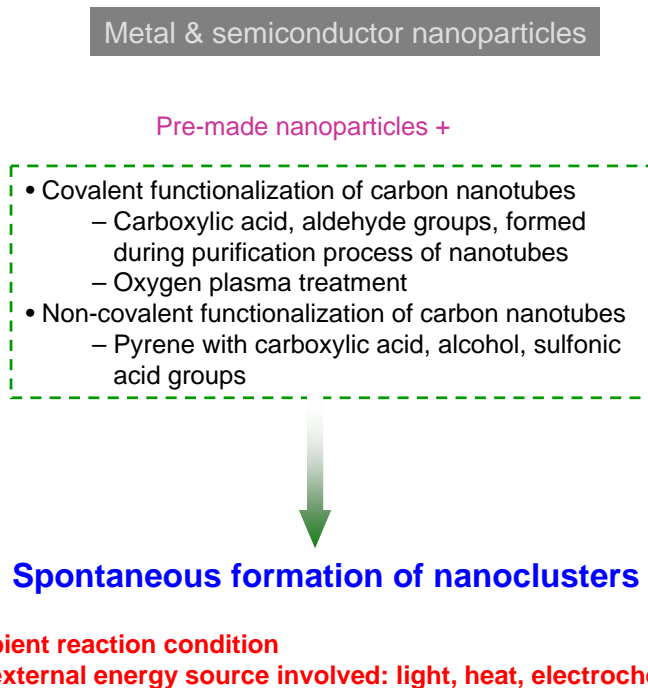 Metal & semiconductor nanoparticles
Pre-made nanoparticles +
• Covalent functionalization of carbon nanotubes
– Carboxylic acid, aldehyde groups, formed
during purification process of nanotubes
– Oxygen plasma treatment
• Non-covalent functionalization of carbon nanotubes
– Pyrene with carboxylic acid, alcohol, sulfonic
acid groups
Spontaneous formation of nanoclusters
reaction condition
external energy source involved: light, heat,